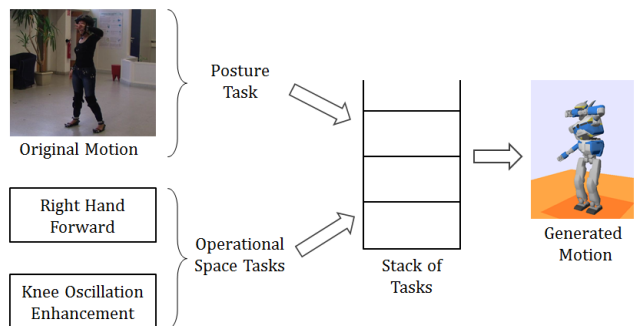 Original Motion
Posture
Task
Right Hand
Forward
Knee Oscillation
Enhancement
Operational
Space Tasks
Stack of
Tasks
Generated
Motion